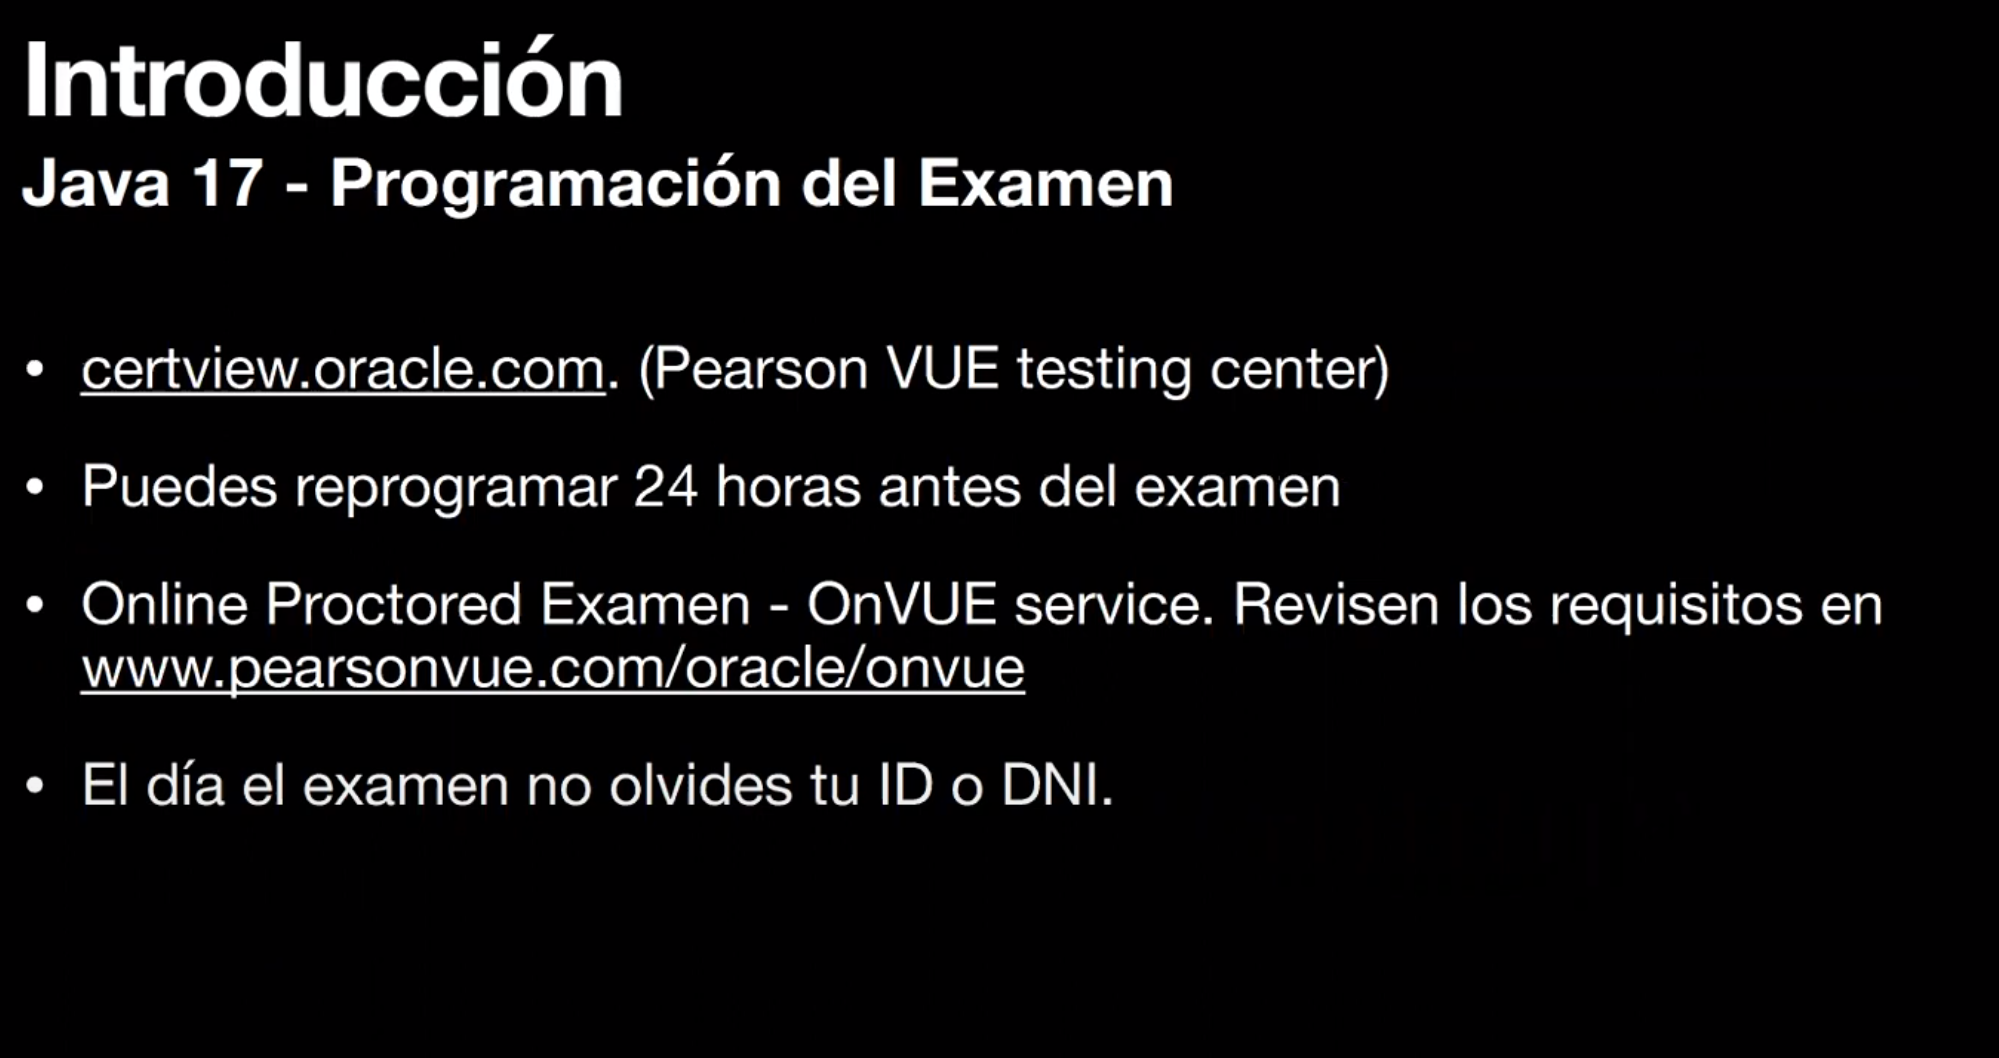 Introducción
Java 17 - Programación del Examen
• certview.oracle.com. (Pearson VUE testing center)
• Puedes reprogramar 24 horas antes del examen
• Online Proctored Examen - OnVUE service. Revisen los requisitos en
www.pearsonvue.com/oracle/onvue
• El día el examen no olvides tu ID o DNI.